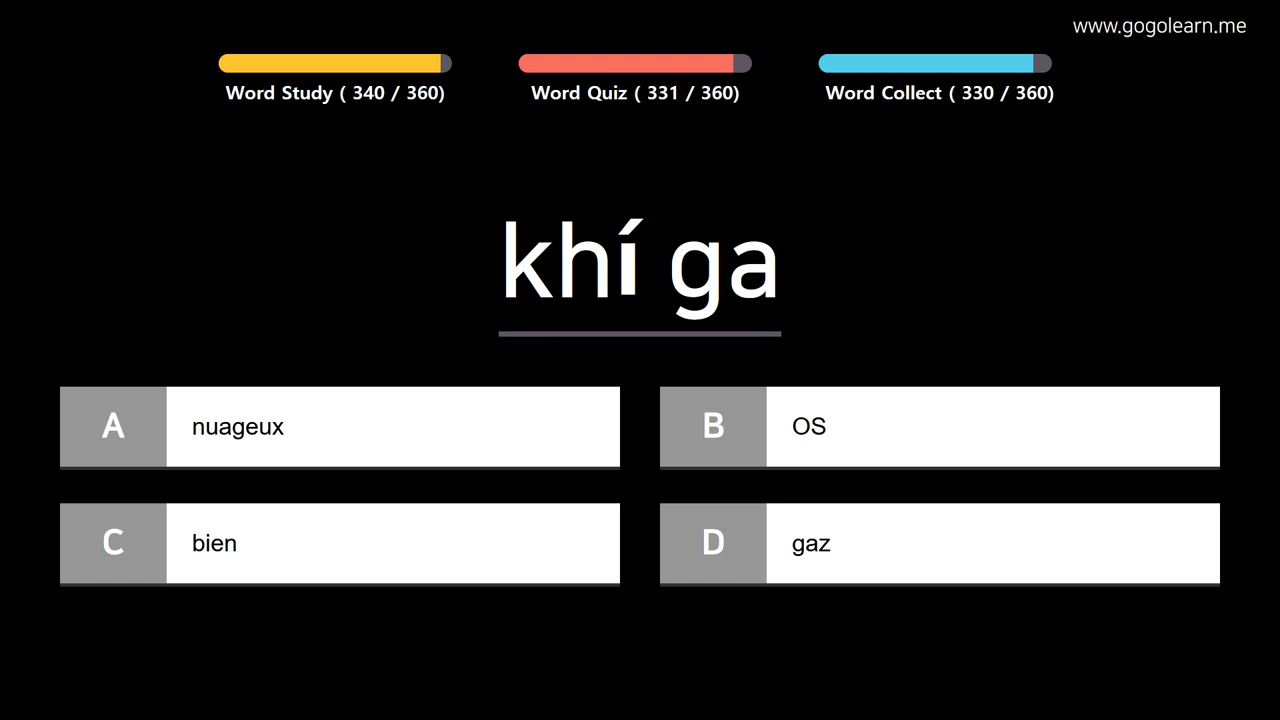 www.gogolearn.me
Word Study ( 340 / 360)
Word Quiz ( 331 / 360)
Word Collect ( 330 / 360)
khí ga
A nuageux
B OS
C bien
D gaz